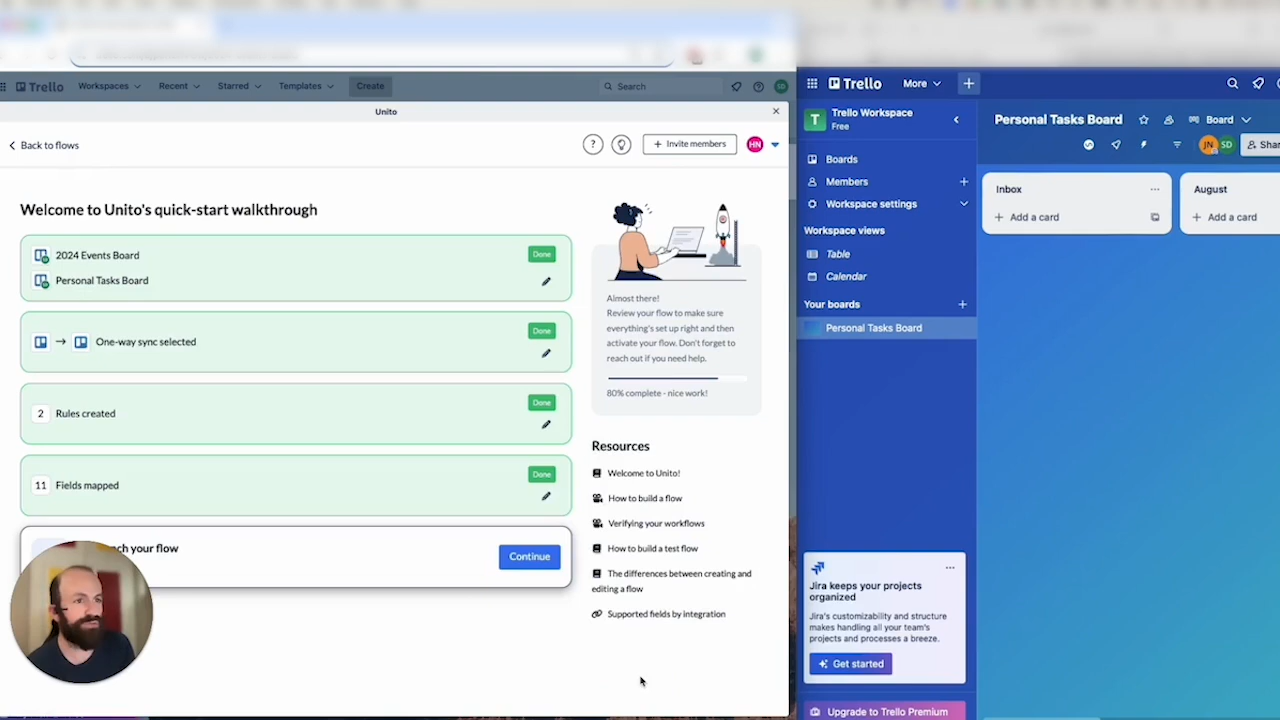 Trello
Workspaces
Recent
Starred
Templates
Create
Search
SD
Unito
Back to flows
?
+ Invite members
HN
Welcome to Unito's quick-start walkthrough
2024 Events Board
Done
Personal Tasks Board
One-way sync selected
Done
2
Rules created
Done
11
Fields mapped
Done
your flow
Continue
Almost there!
Review your flow to make sure
everything's set up right and then
activate your flow. Don't forget to
reach out if you need help.
80% complete - nice work!
Resources
Welcome to Unito!
How to build a flow
Verifying your workflows
How to build a test flow
The differences between creating and
editing a flow
Supported fields by integration
Trello
More
+
T
Trello Workspace
Free
Boards
Members
Workspace settings
Workspace views
Table
Calendar
Your boards
Personal Tasks Board
Jira keeps your projects
organized
Jira's customizability and structure
makes handling all your team's
projects and processes a breeze.
Get started
Upgrade to Trello Premium
Personal Tasks Board
Board
JN
SD
Inbox
+ Add a card
August
+ Add a card